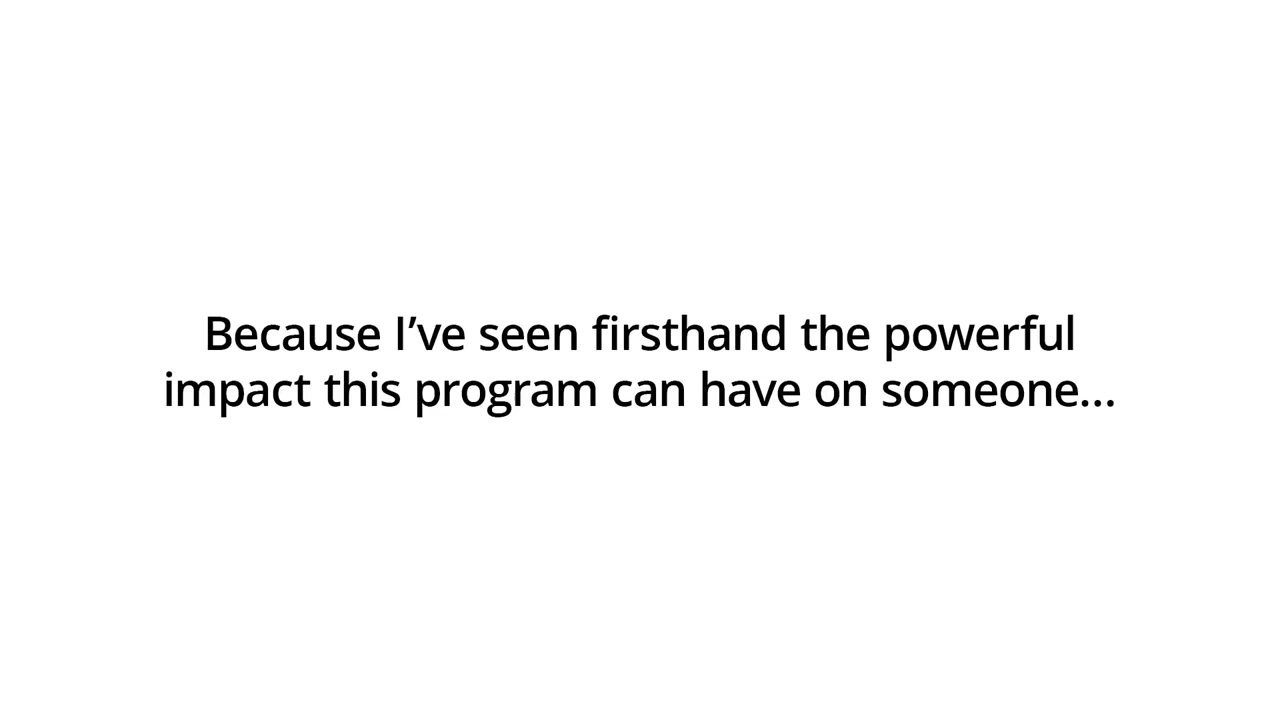 Because I’ve seen firsthand the powerful
impact this program can have on someone...